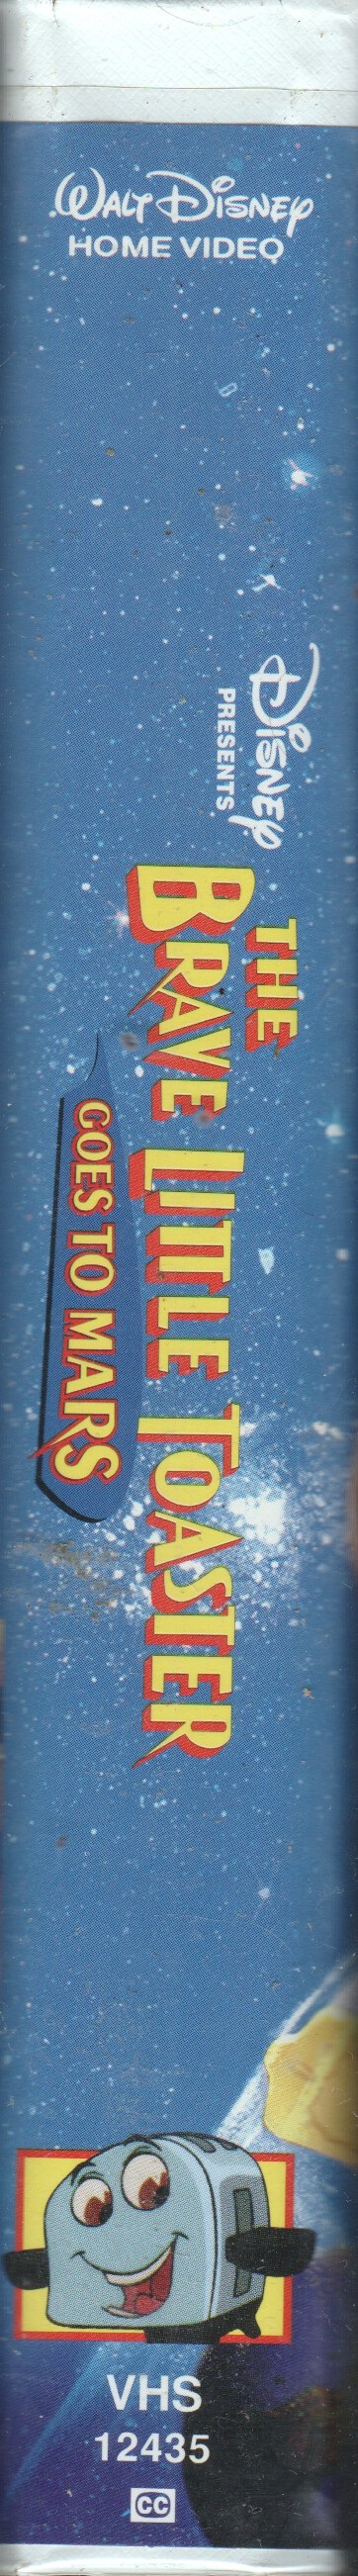 Walt Disney
HOME VIDEO
Disney
PRESENTS
THE
BRAVE LITTLE TOASTER
GOES TO MARS
VHS
12435
CC